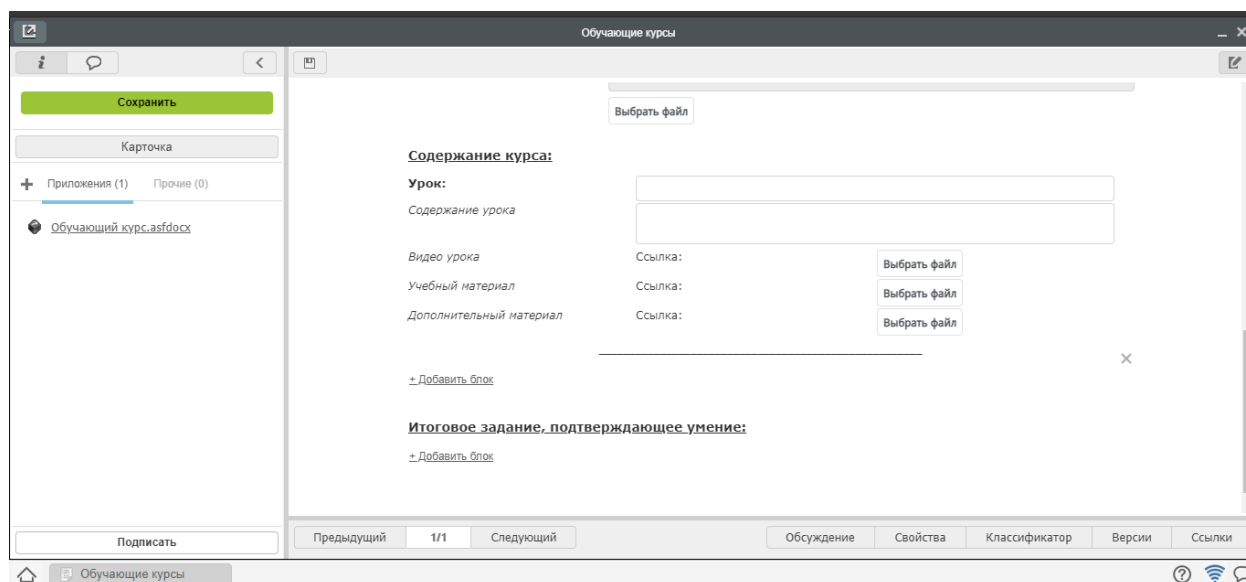 Обучающие курсы
Сохранить
Карточка
Приложения (1) Прочие (0)
Обучающий курс.asfdocx
Подписать
Выбрать файл
Содержание курса:
Урок:
Содержание урока
Видео урока Ссылка: Выбрать файл
Учебный материал Ссылка: Выбрать файл
Дополнительный материал Ссылка: Выбрать файл
+ Добавить блок
Итоговое задание, подтверждающее умение:
+ Добавить блок
Предыдущий 1/1 Следующий Обсуждение Свойства Классификатор Версии Ссылки
Обучающие курсы